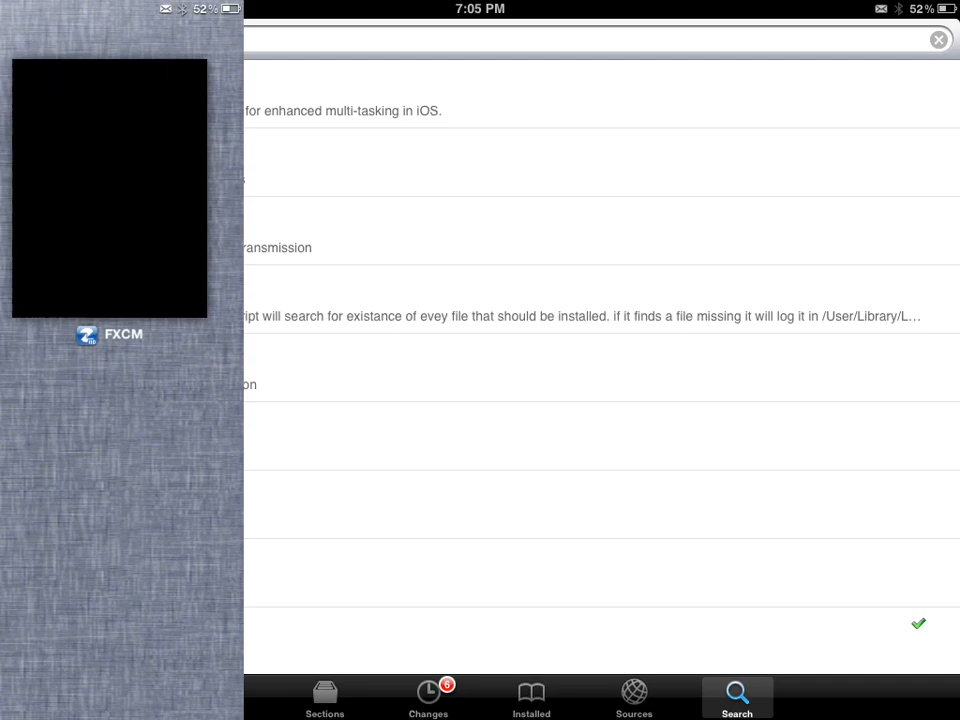 52%
7:05 PM
52%
for enhanced multi-tasking in iOS.
ransmission
ript will search for existance of evey file that should be installed. if it finds a file missing it will log it in /User/Library/L…
FXCM
on
6
Sections
Changes
Installed
Sources
Search